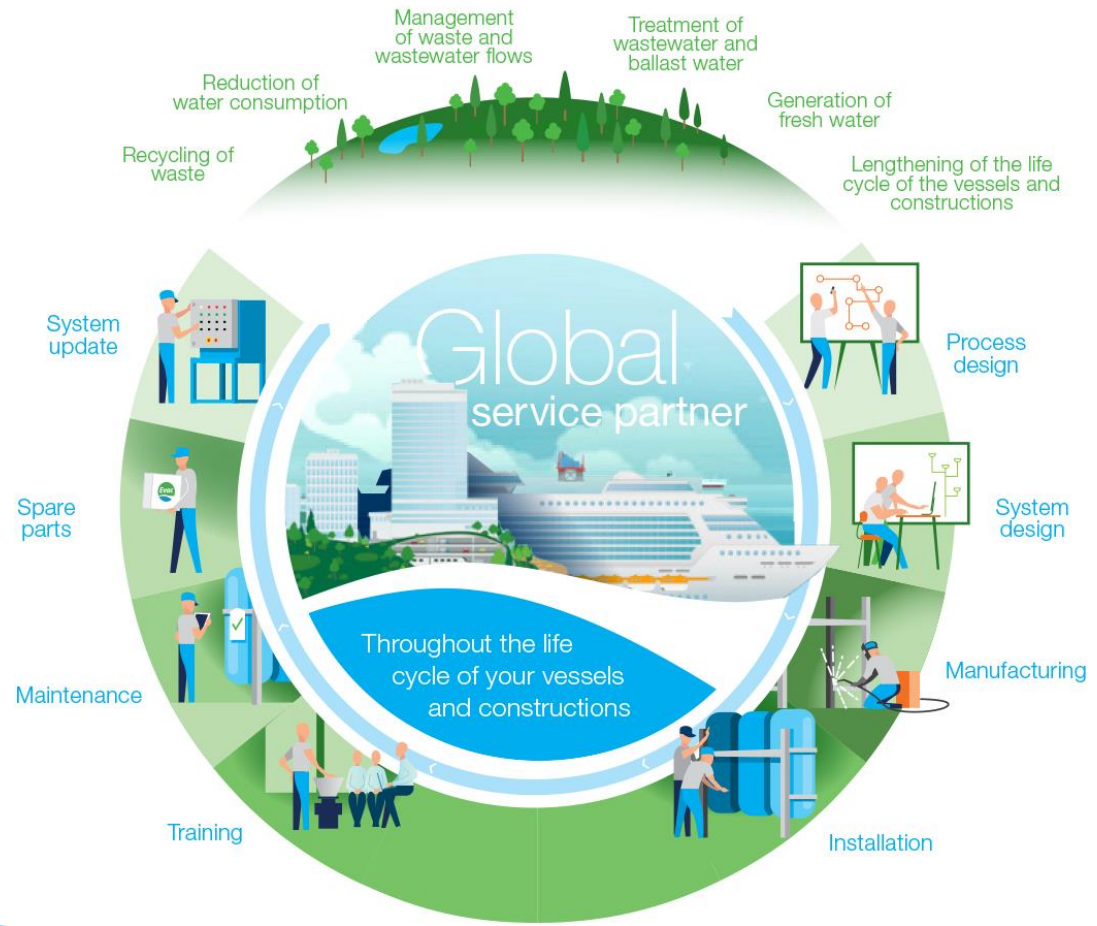 Management
of waste and
wastewater flows
Treatment of
wastewater and
ballast water
Reduction of
water consumption
Generation of
fresh water
Recycling of
waste
Lengthening of the life
cycle of the vessels and
constructions
Global
service partner
System
update
Process
design
Spare
parts
Evac
System
design
Throughout the life
cycle of your vessels
and constructions
Maintenance
Manufacturing
Training
Installation